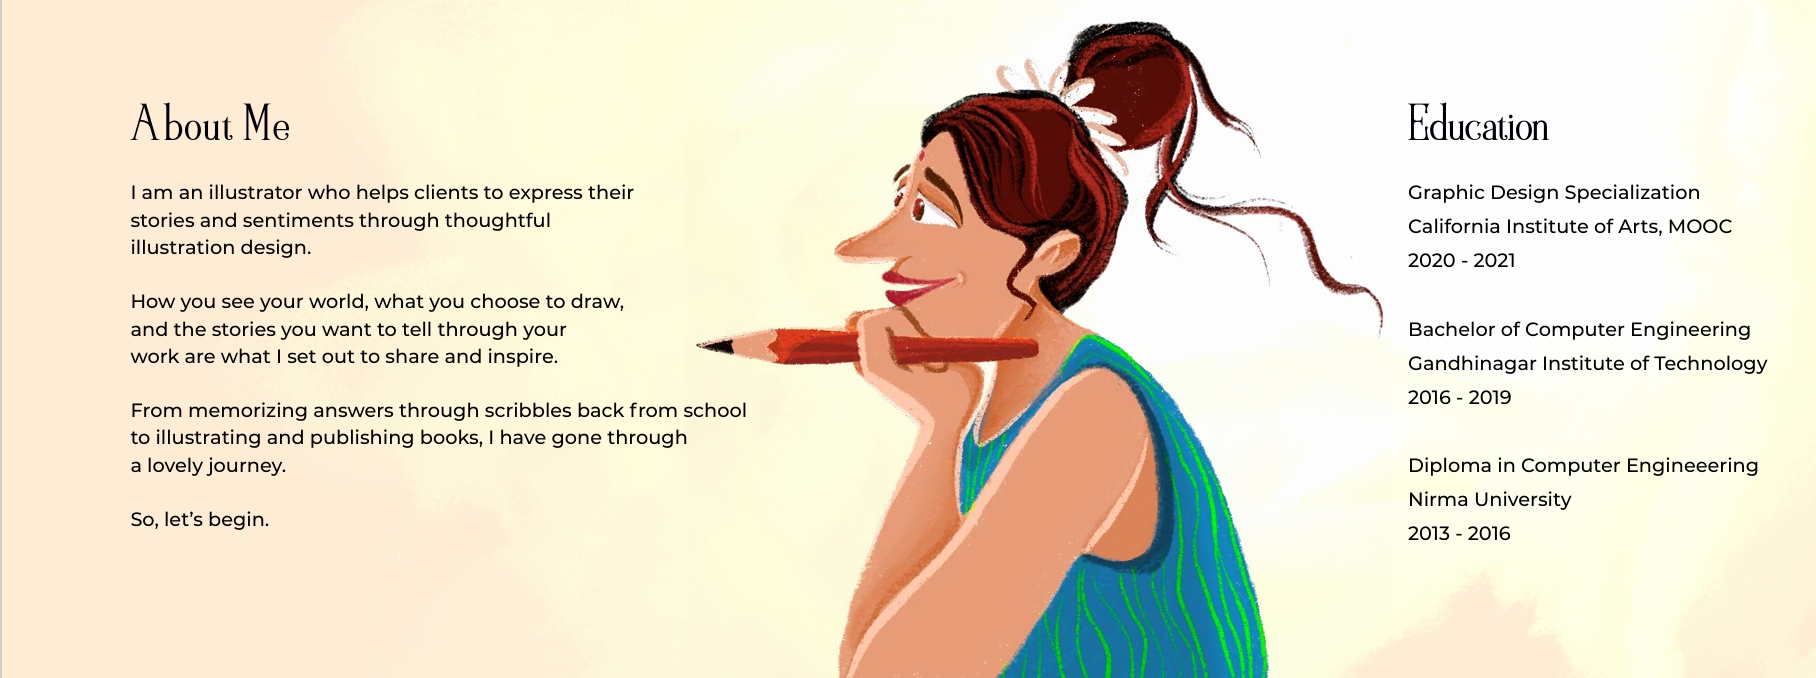 About Me
I am an illustrator who helps clients to express their
stories and sentiments through thoughtful
illustration design.
How you see your world, what you choose to draw,
and the stories you want to tell through your
work are what I set out to share and inspire.
From memorizing answers through scribbles back from school
to illustrating and publishing books, I have gone through
a lovely journey.
So, let’s begin.
Education
Graphic Design Specialization
California Institute of Arts, MOOC
2020 - 2021
Bachelor of Computer Engineering
Gandhinagar Institute of Technology
2016 - 2019
Diploma in Computer Engineeering
Nirma University
2013 - 2016